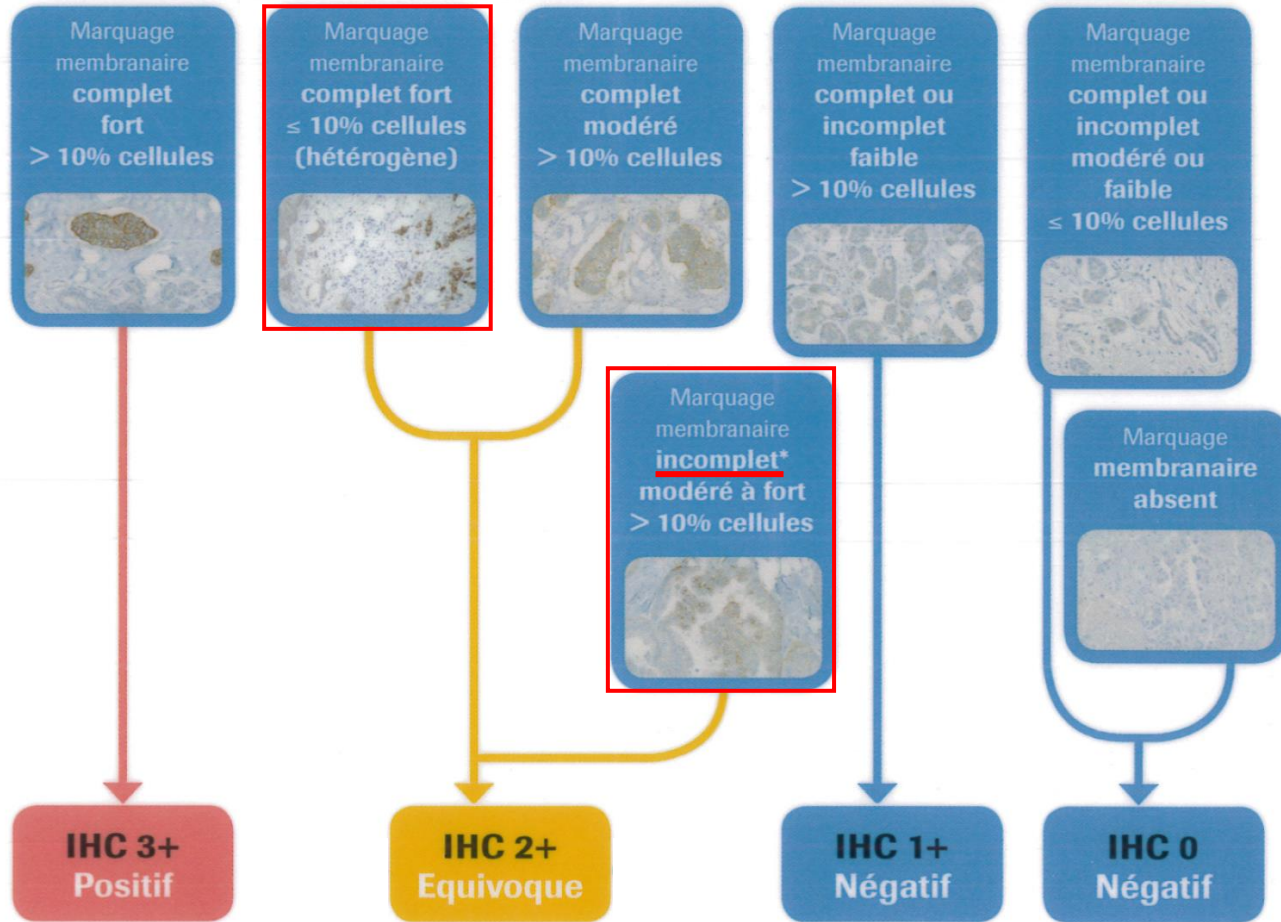 Marquage
membranaire
complet
fort
> 10% cellules
Marquage
membranaire
complet fort
≤ 10% cellules
(hétérogène)
Marquage
membranaire
complet
modéré
> 10% cellules
Marquage
membranaire
complet ou
incomplet
faible
> 10% cellules
Marquage
membranaire
complet ou
incomplet
modéré ou
faible
≤ 10% cellules
Marquage
membranaire
incomplet*
modéré à fort
> 10% cellules
Marquage
membranaire
absent
IHC 3+
Positif
IHC 2+
Equivoque
IHC 1+
Négatif
IHC 0
Négatif